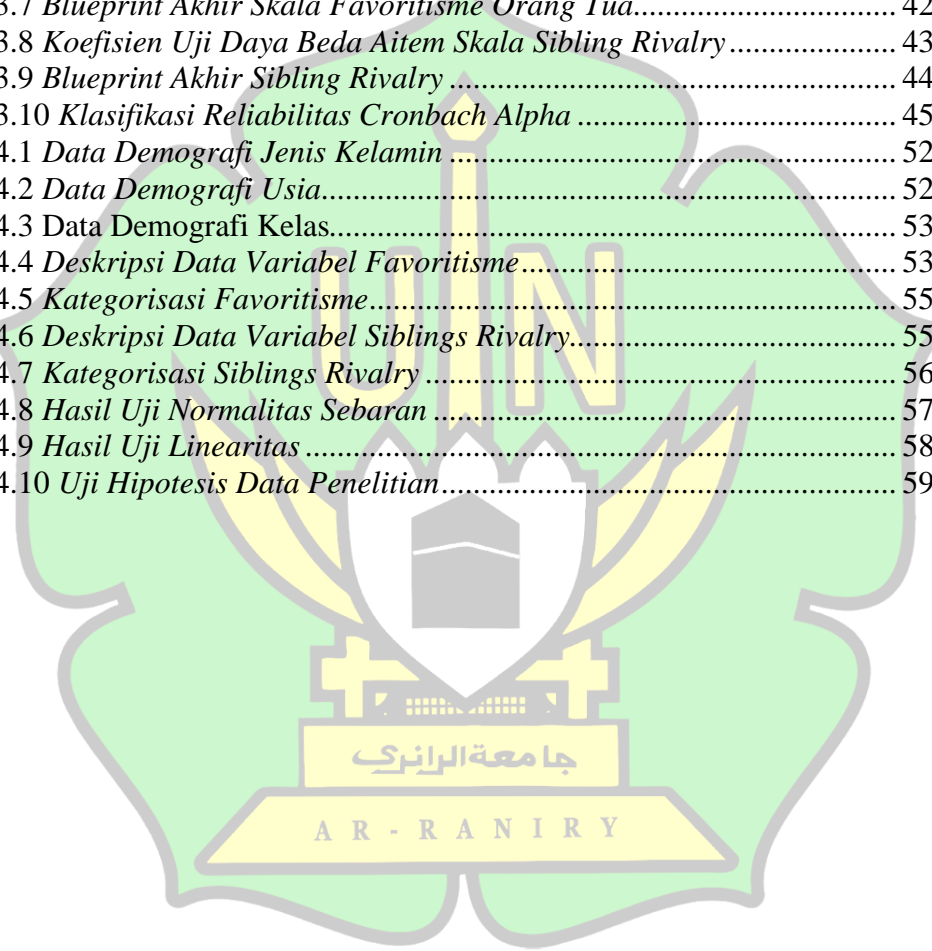 3.7 Blueprint Akhir Skala Favoritisme Orang Tua.................................... 42
3.8 Koefisien Uji Daya Beda Aitem Skala Sibling Rivalry....................... 43
3.9 Blueprint Akhir Sibling Rivalry........................................................... 44
3.10 Klasifikasi Reliabilitas Cronbach Alpha........................................... 45
4.1 Data Demografi Jenis Kelamin........................................................... 52
4.2 Data Demografi Usia........................................................................... 52
4.3 Data Demografi Kelas......................................................................... 53
4.4 Deskripsi Data Variabel Favoritisme.................................................. 53
4.5 Kategorisasi Favoritisme..................................................................... 55
4.6 Deskripsi Data Variabel Siblings Rivalry........................................... 55
4.7 Kategorisasi Siblings Rivalry.............................................................. 56
4.8 Hasil Uji Normalitas Sebaran............................................................. 57
4.9 Hasil Uji Linearitas............................................................................. 58
4.10 Uji Hipotesis Data Penelitian............................................................ 59
UIN
جامعة الرانري
AR-RANIRY